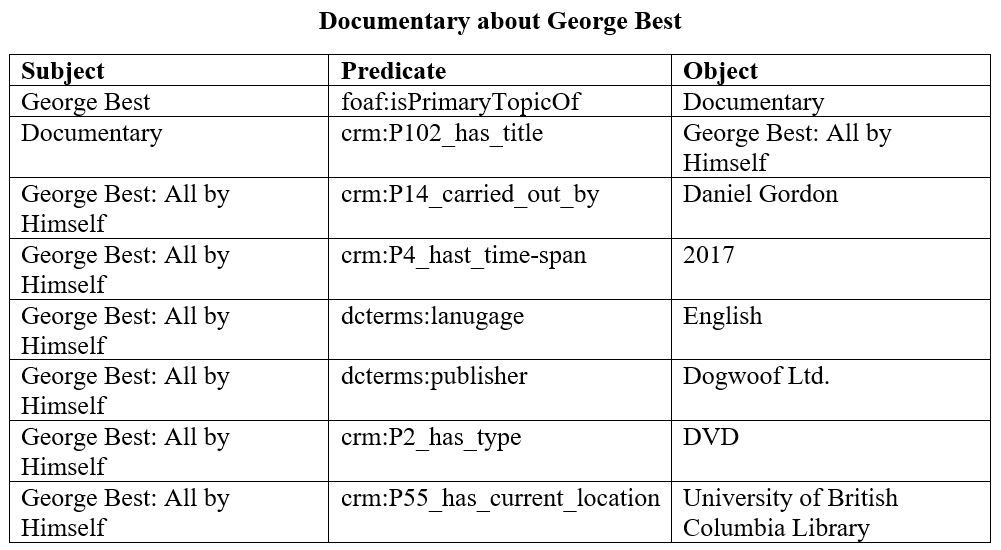 Documentary about George Best
Subject Predicate Object
George Best foaf:isPrimaryTopicOf Documentary
Documentary crm:P102_has_title George Best: All by
Himself
George Best: All by crm:P14_carried_out_by Daniel Gordon
Himself
George Best: All by crm:P4_hast_time-span 2017
Himself
George Best: All by dcterms:lanugage English
Himself
George Best: All by dcterms:publisher Dogwoof Ltd.
Himself
George Best: All by crm:P2_has_type DVD
Himself
George Best: All by crm:P55_has_current_location University of British
Himself Columbia Library